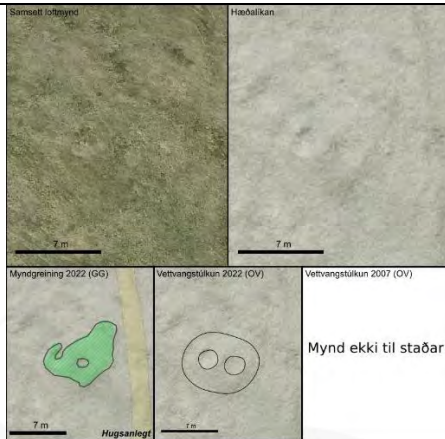 Samsett loftmynd
Hæðalíkan
7 m
7 m
Myndgreining 2022 (GG)
Vettvangstúlkun 2022 (OV)
Vettvangstúlkun 2007 (OV)
Mynd ekki til staðar
7 m
Hugsanlegt
7 m